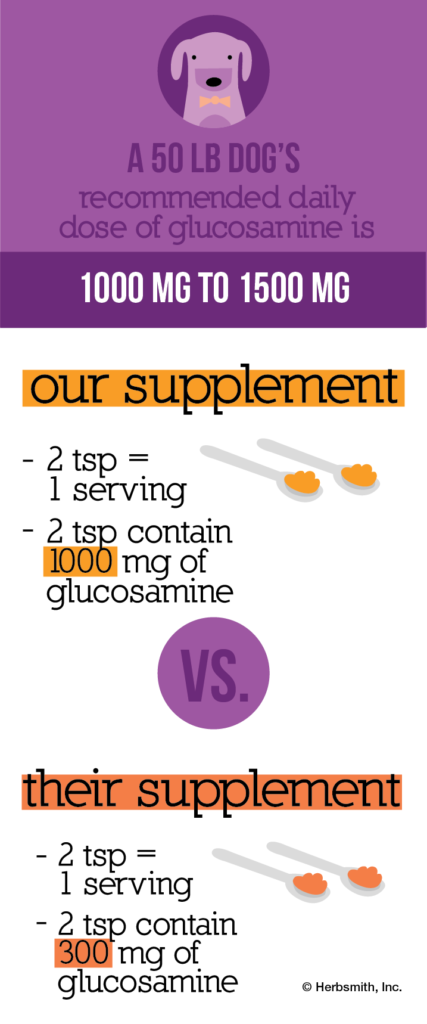 A 50 LB DOG'S
recommended daily
dose of glucosamine is
1000 MG TO 1500 MG
our supplement
- 2 tsp =
1 serving
- 2 tsp contain
1000 mg of
glucosamine
VS.
their supplement
- 2 tsp =
1 serving
- 2 tsp contain
300 mg of
glucosamine
© Herbsmith, Inc.